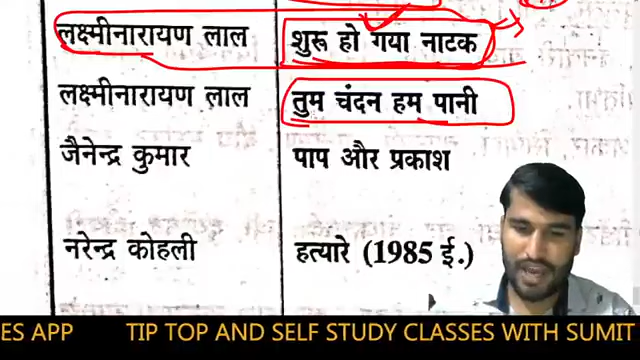 लक्ष्मीनारायण लाल शुरू हो गया नाटक
लक्ष्मीनारायण लाल तुम चंदन हम पानी
जैनेन्द्र कुमार पाप और प्रकाश
नरेन्द्र कोहली हत्यारे (1985 ई.)
ES APP TIP TOP AND SELF STUDY CLASSES WITH SUMIT